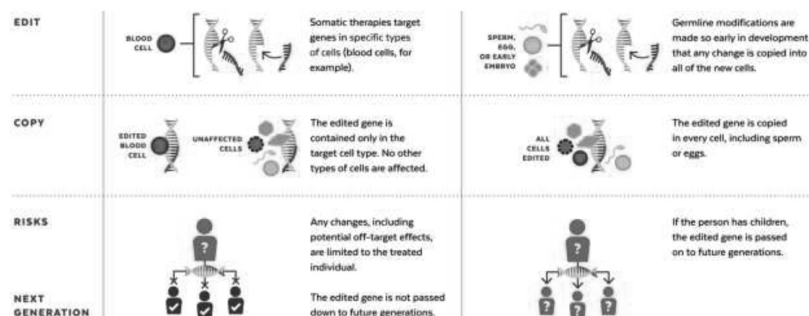 EDIT
BLOOD
CELL
Somatic therapies target
genes in specific types
of cells (blood cells, for
example).
SPERM,
EGG,
OR EARLY
EMBRYO
Germline modifications are
made so early in development
that any change is copied into
all of the new cells.
COPY
EDITED
BLOOD
CELL
UNAFFECTED
CELLS
The edited gene is
contained only in the
target cell type. No other
types of cells are affected.
ALL
CELLS
EDITED
The edited gene is copied
in every cell, including sperm
or eggs.
RISKS
?
Any changes, including
potential off-target effects,
are limited to the treated
individual.
?
If the person has children,
the edited gene is passed
on to future generations.
NEXT
GENERATION
The edited gene is not passed
down to future generations.
? ? ?